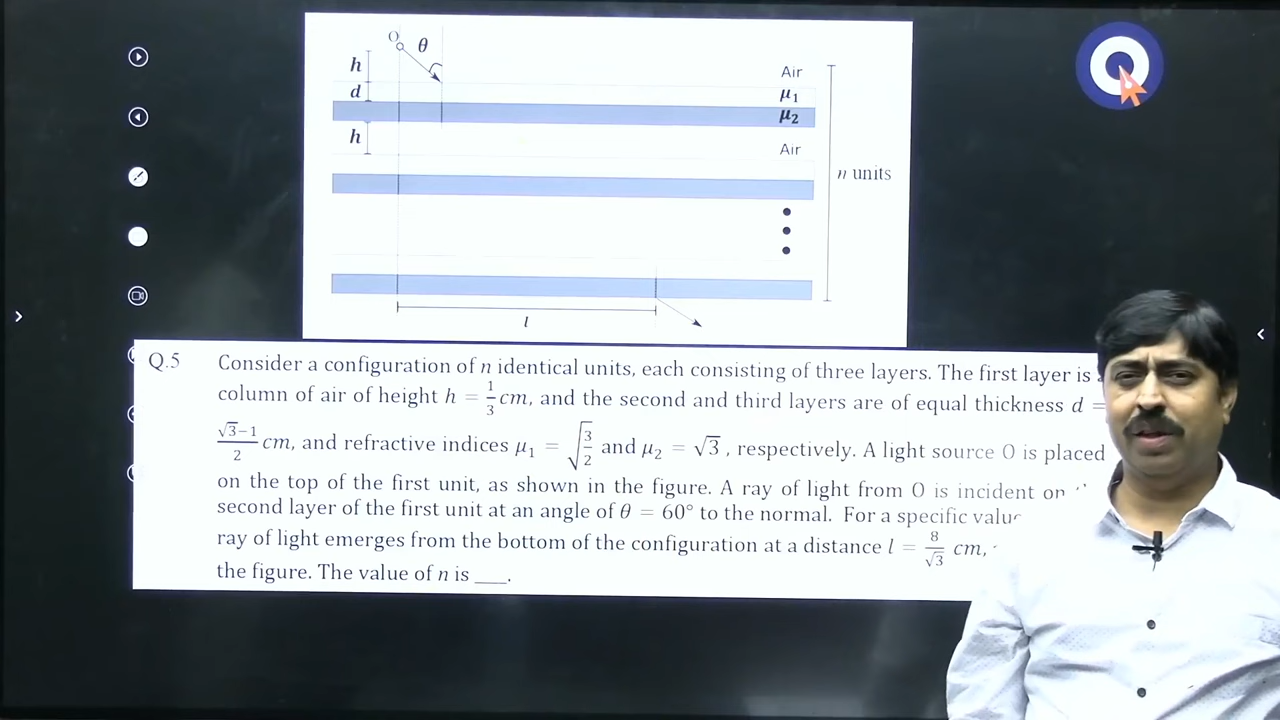 O
θ
h
d
h
Air
μ₁
μ₂
Air
n units
l
Q.5 Consider a configuration of n identical units, each consisting of three layers. The first layer is
column of air of height h = 1/3 cm, and the second and third layers are of equal thickness d =
(√3−1)/2 cm, and refractive indices μ₁ = √(3/2) and μ₂ = √3, respectively. A light source O is placed
on the top of the first unit, as shown in the figure. A ray of light from O is incident on
second layer of the first unit at an angle of θ = 60° to the normal. For a specific
ray of light emerges from the bottom of the configuration at a distance l = 8/√3 cm,
the figure. The value of n is ___.